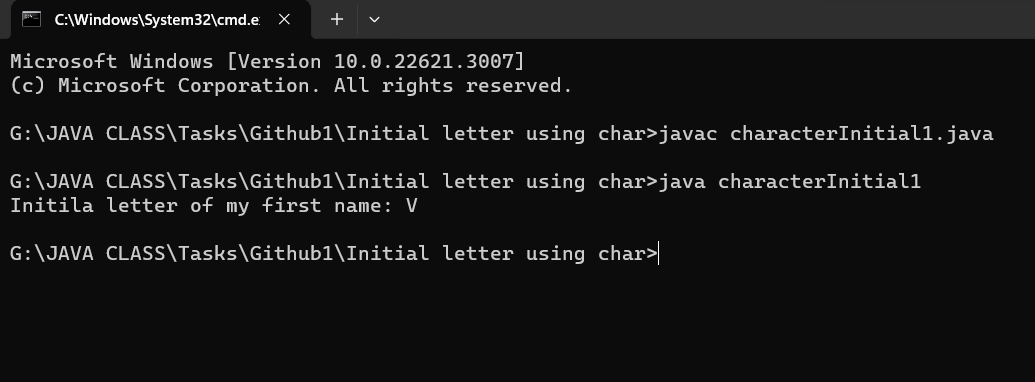 C:\Windows\System32\cmd.e
Microsoft Windows [Version 10.0.22621.3007]
(c) Microsoft Corporation. All rights reserved.
G:\JAVA CLASS\Tasks\Github1\Initial letter using char>javac characterInitial1.java
G:\JAVA CLASS\Tasks\Github1\Initial letter using char>java characterInitial1
Initila letter of my first name: V
G:\JAVA CLASS\Tasks\Github1\Initial letter using char>